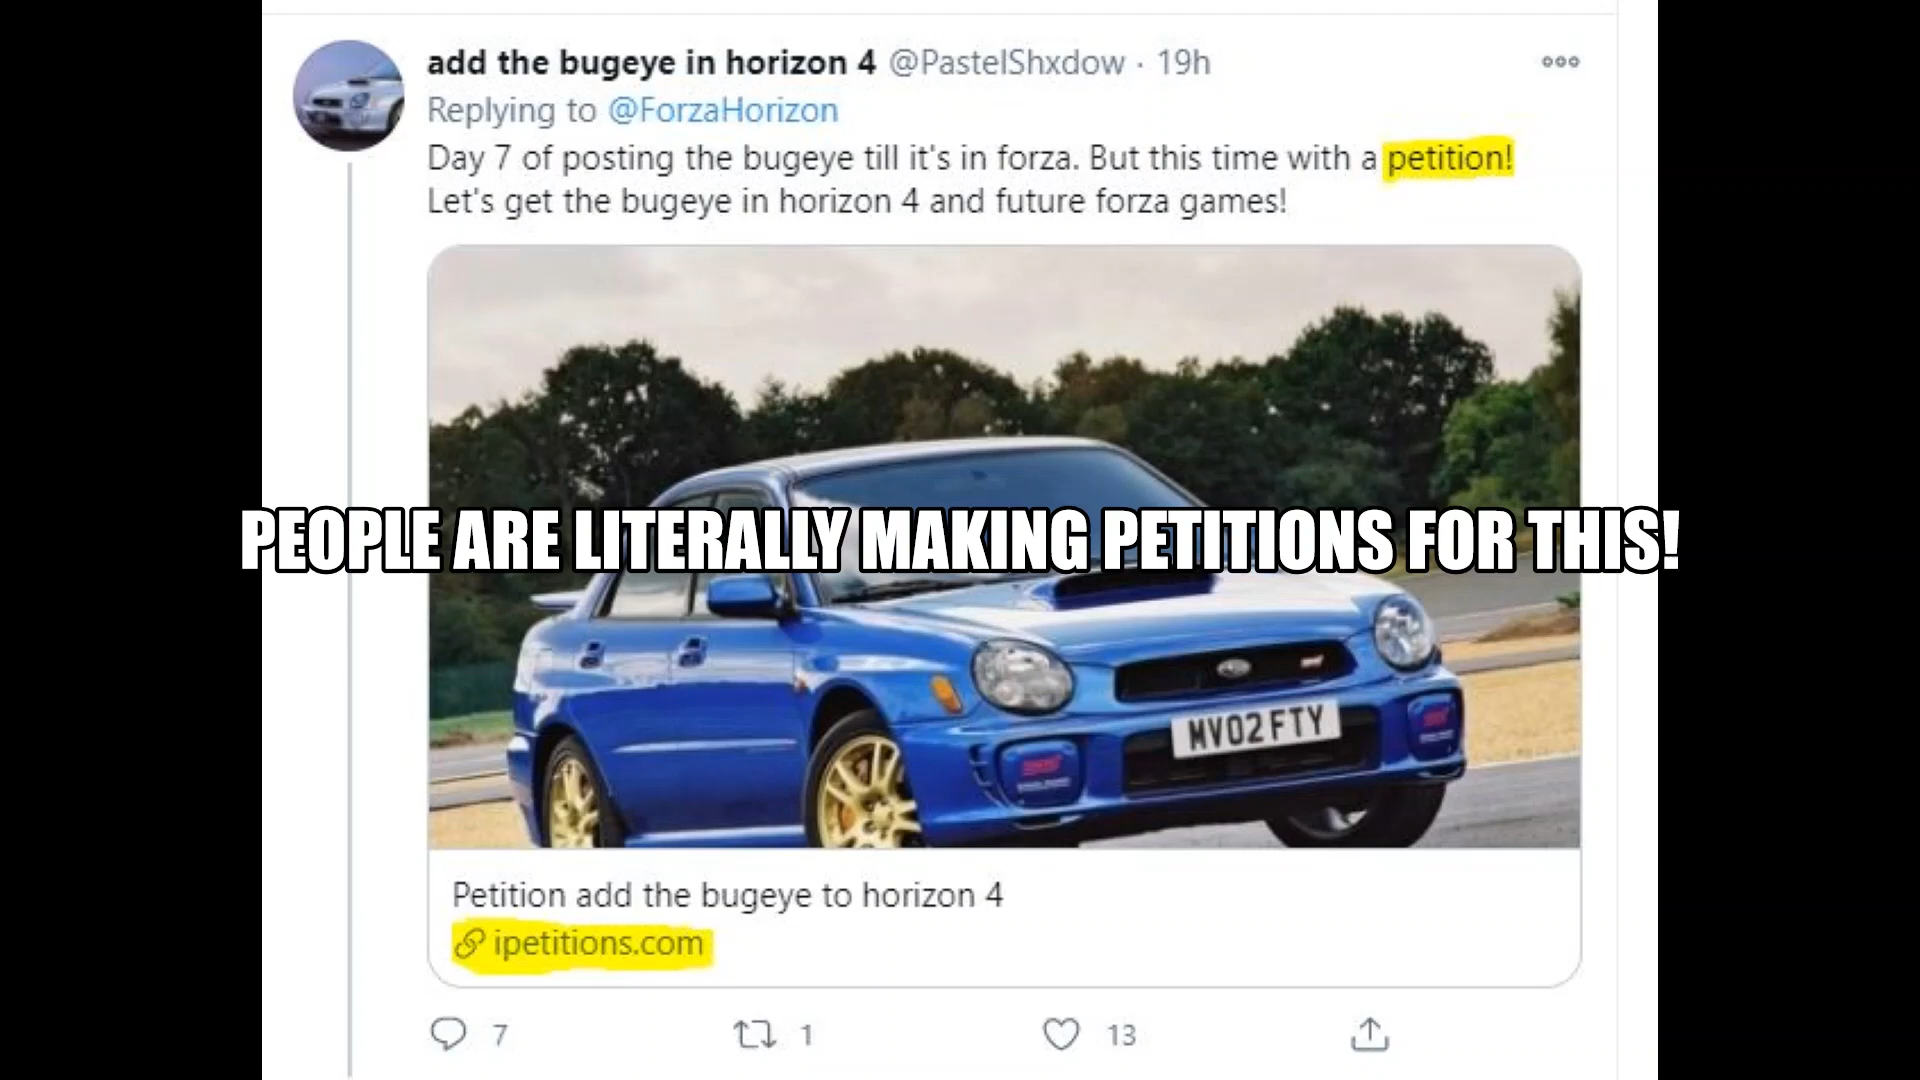 add the bugeye in horizon 4 @PastelShxdow · 19h
Replying to @ForzaHorizon
Day 7 of posting the bugeye till it's in forza. But this time with a petition!
Let's get the bugeye in horizon 4 and future forza games!
PEOPLE ARE LITERALLY MAKING PETITIONS FOR THIS!
MV02 FTY
Petition add the bugeye to horizon 4
ipetitions.com
7 1 13